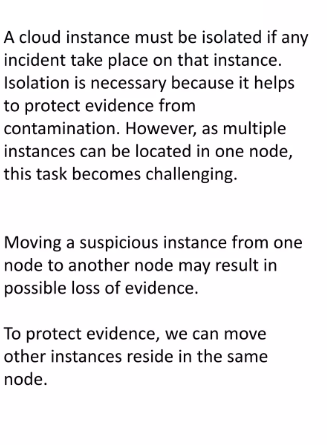 A cloud instance must be isolated if any
incident take place on that instance.
Isolation is necessary because it helps
to protect evidence from
contamination. However, as multiple
instances can be located in one node,
this task becomes challenging.
Moving a suspicious instance from one
node to another node may result in
possible loss of evidence.
To protect evidence, we can move
other instances reside in the same
node.